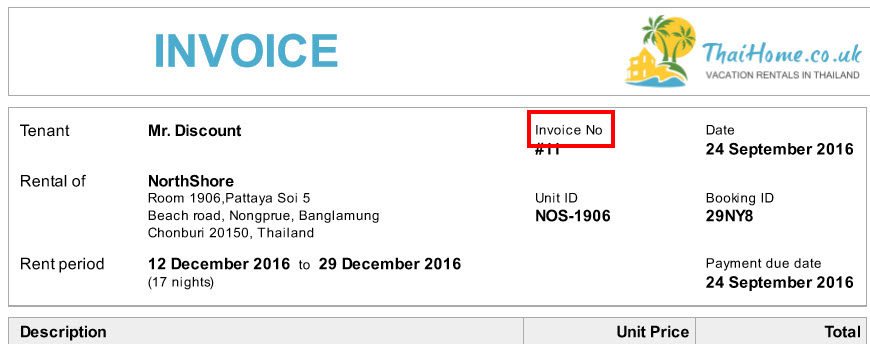 INVOICE
ThaiHome.co.uk
VACATION RENTALS IN THAILAND
Tenant Mr. Discount Invoice No Date
#11 24 September 2016
Rental of NorthShore
Room 1906,Pattaya Soi 5 Unit ID Booking ID
Beach road, Nongprue, Banglamung NOS-1906 29NY8
Chonburi 20150, Thailand
Rent period 12 December 2016 to 29 December 2016 Payment due date
(17 nights) 24 September 2016
Description Unit Price Total